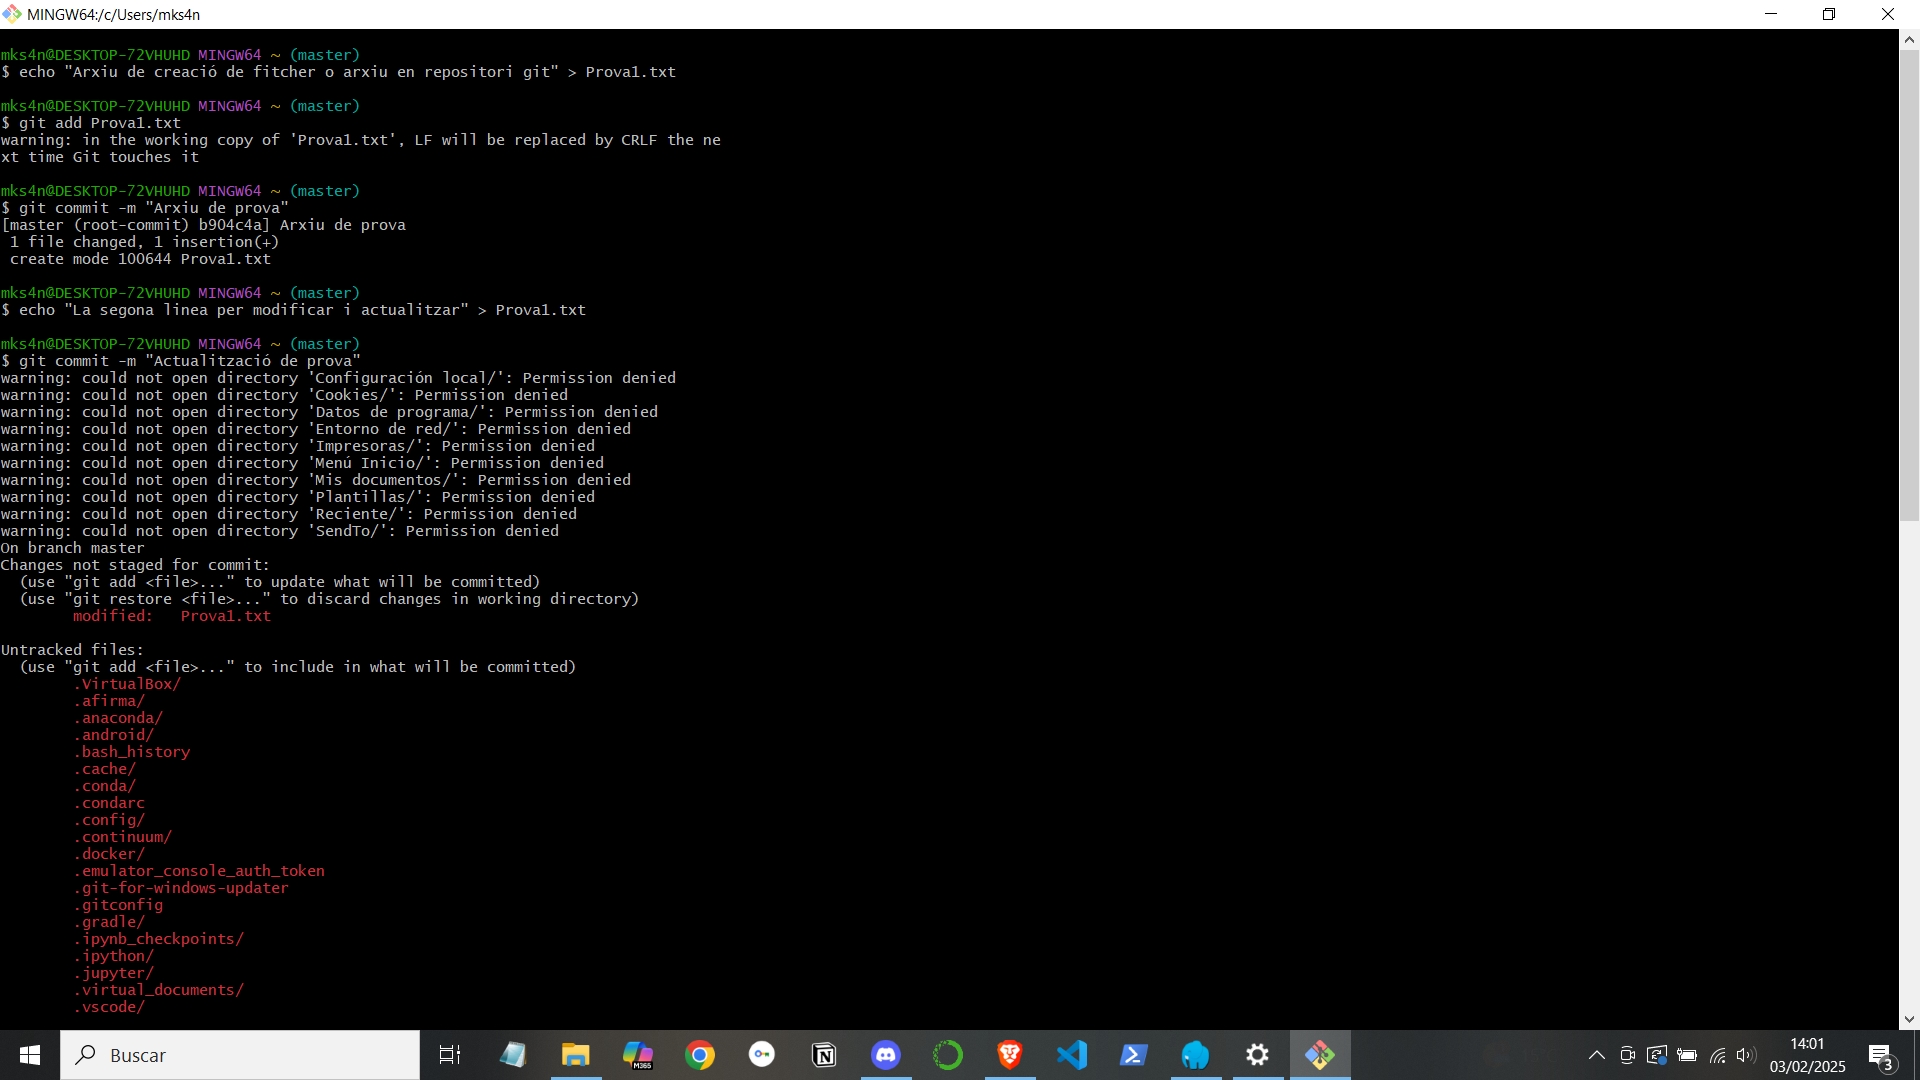 MINGW64:/c/Users/mks4n
mks4n@DESKTOP-72VHUHD MINGW64 ~ (master)
$ echo "Arxiu de creació de fitcher o arxiu en repositori git" > Prova1.txt
mks4n@DESKTOP-72VHUHD MINGW64 ~ (master)
$ git add Prova1.txt
warning: in the working copy of 'Prova1.txt', LF will be replaced by CRLF the ne
xt time Git touches it
mks4n@DESKTOP-72VHUHD MINGW64 ~ (master)
$ git commit -m "Arxiu de prova"
[master (root-commit) b904c4a] Arxiu de prova
1 file changed, 1 insertion(+)
create mode 100644 Prova1.txt
mks4n@DESKTOP-72VHUHD MINGW64 ~ (master)
$ echo "La segona linea per modificar i actualitzar" > Prova1.txt
mks4n@DESKTOP-72VHUHD MINGW64 ~ (master)
$ git commit -m "Actualització de prova"
warning: could not open directory 'Configuración local/': Permission denied
warning: could not open directory 'Cookies/': Permission denied
warning: could not open directory 'Datos de programa/': Permission denied
warning: could not open directory 'Entorno de red/': Permission denied
warning: could not open directory 'Impresoras/': Permission denied
warning: could not open directory 'Menú Inicio/': Permission denied
warning: could not open directory 'Mis documentos/': Permission denied
warning: could not open directory 'Plantillas/': Permission denied
warning: could not open directory 'Reciente/': Permission denied
warning: could not open directory 'SendTo/': Permission denied
On branch master
Changes not staged for commit:
(use "git add <file>..." to update what will be committed)
(use "git restore <file>..." to discard changes in working directory)
modified:   Prova1.txt
Untracked files:
(use "git add <file>..." to include in what will be committed)
.VirtualBox/
.afirma/
.anaconda/
.android/
.bash_history
.cache/
.conda/
.condarc
.config/
.continuum/
.docker/
.emulator_console_auth_token
.git-for-windows-updater
.gitconfig
.gradle/
.ipynb_checkpoints/
.ipython/
.jupyter/
.virtual_documents/
.vscode/
Buscar
M365
14:01
03/02/2025
3